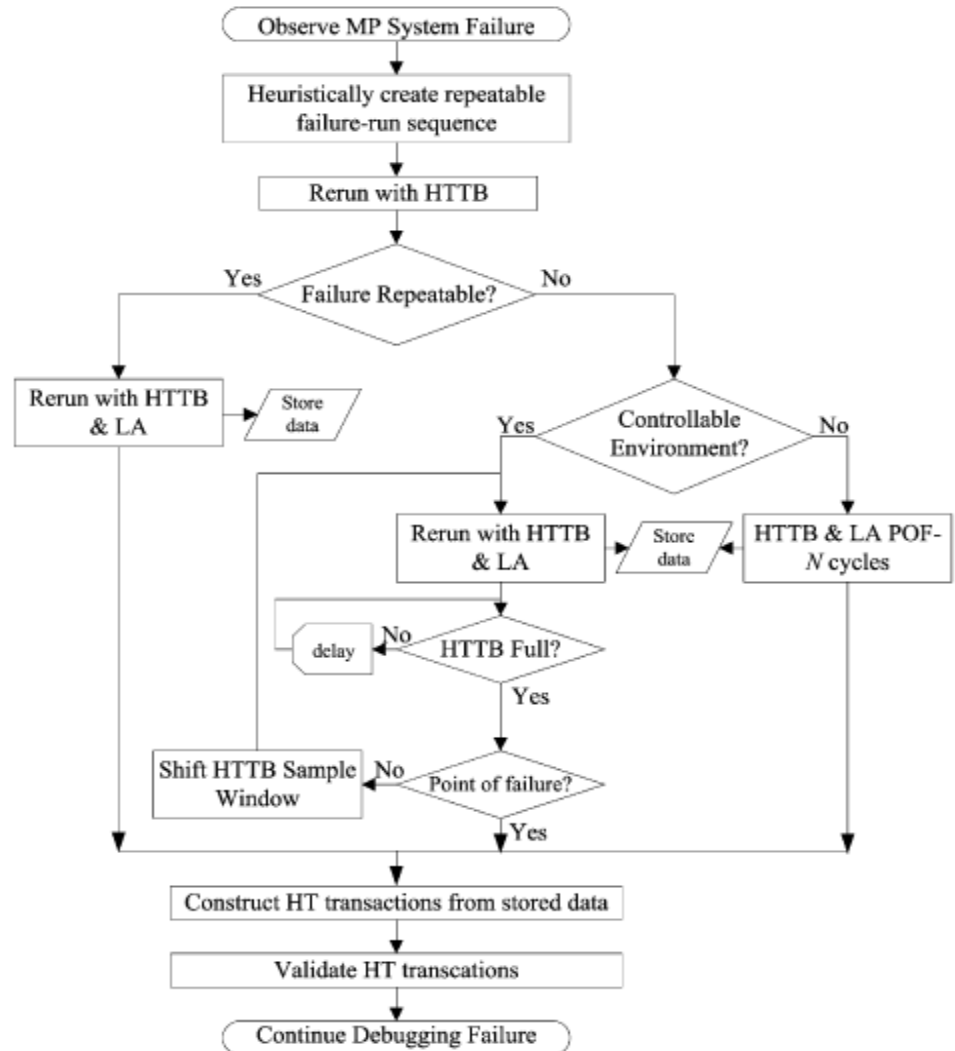 Observe MP System Failure
Heuristically create repeatable
failure-run sequence
Rerun with HTTB
Yes
No
Failure Repeatable?
Rerun with HTTB
& LA
Store
data
Controllable
Environment?
Yes
No
Rerun with HTTB
& LA
Store
data
HTTB & LA POF-
N cycles
delay
No
HTTB Full?
Yes
Shift HTTB Sample
Window
No
Point of failure?
Yes
Construct HT transactions from stored data
Validate HT transcations
Continue Debugging Failure